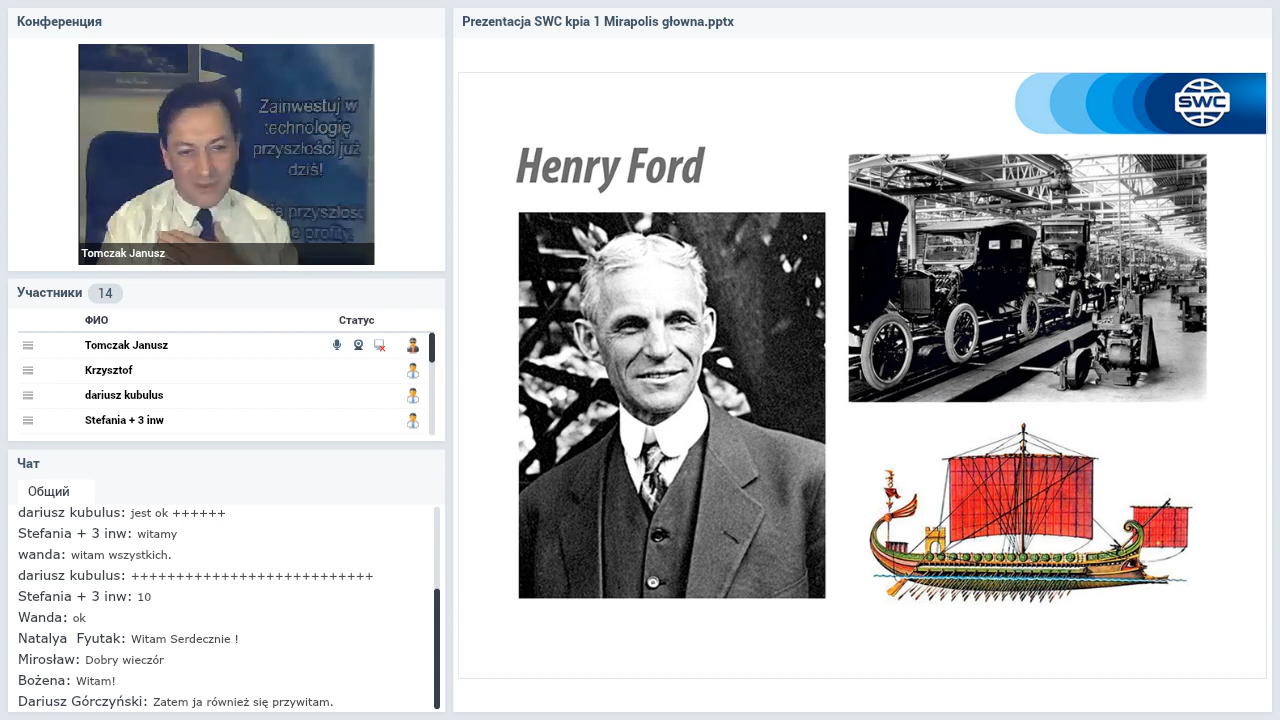 Конференция
Zainwestuj w
technologię
przyszłości już
dziś!
przyszłoś
profity.
Tomczak Janusz
Участники 14
ФИО Статус
Tomczak Janusz
Krzysztof
dariusz kubulus
Stefania + 3 inw
Чат
Общий
dariusz kubulus: jest ok ++++++
Stefania + 3 inw: witamy
wanda: witam wszystkich.
Stefania + 3 inw: 10
Wanda: ok
Natalya Fyutak: Witam Serdecznie !
Mirosław: Dobry wieczór
Bożena: Witam!
Dariusz Górczyński: Zatem ja również się przywitam.
Prezentacja SWC kpia 1 Mirapolis głowna.pptx
SWC
Henry Ford